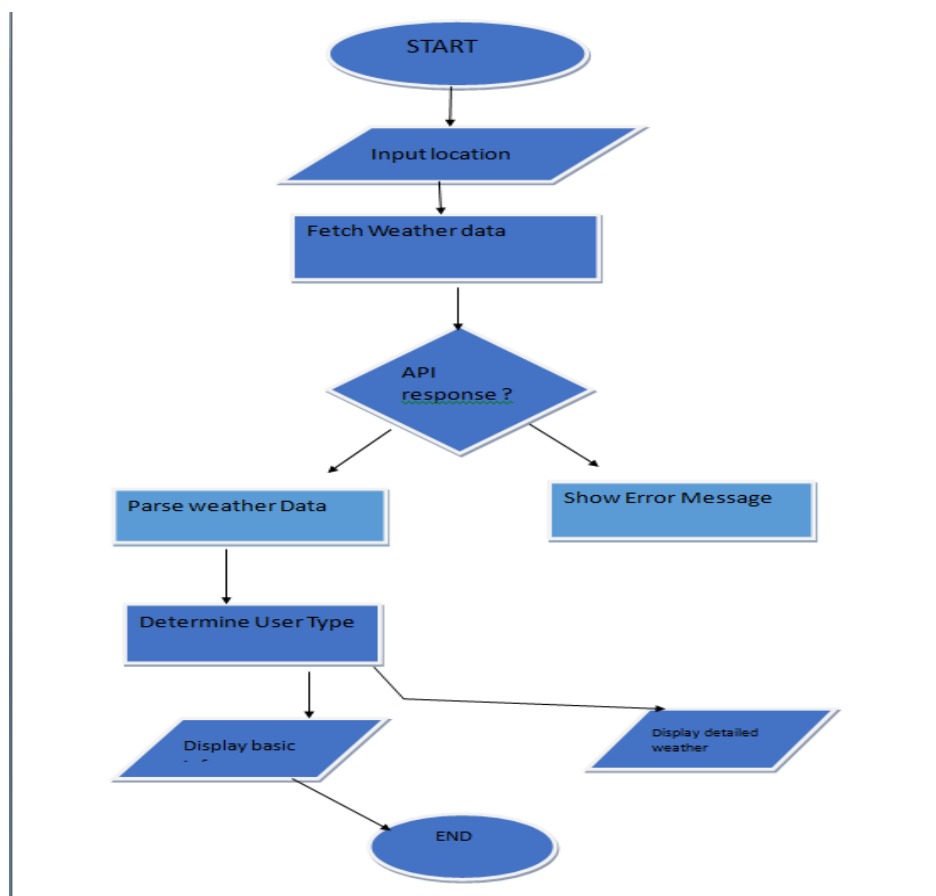 START
Input location
Fetch Weather data
API
response ?
Parse weather Data
Show Error Message
Determine User Type
Display basic
Display detailed
weather
END